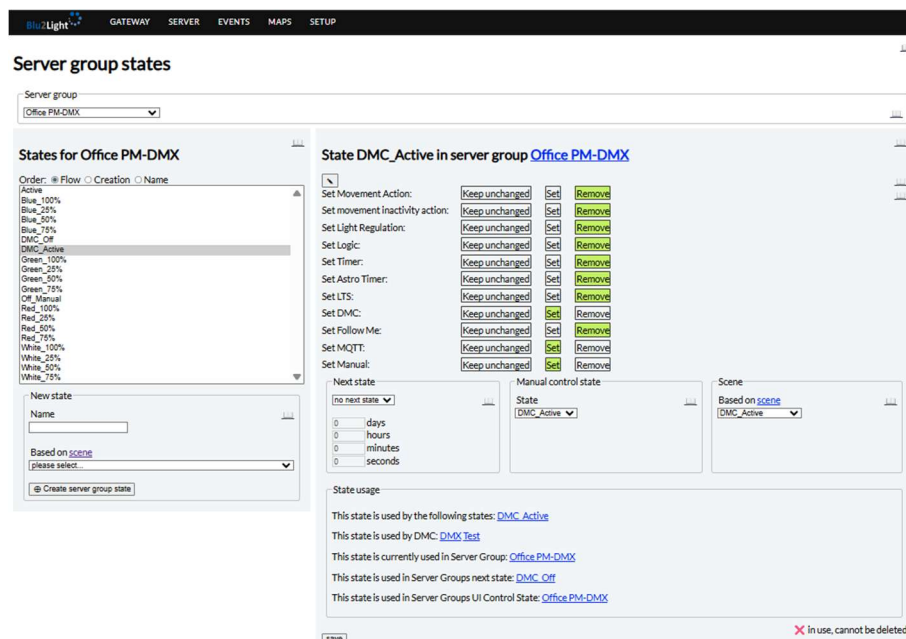 Blu2Light GATEWAY SERVER EVENTS MAPS SETUP
Server group states
Server group
Office PM-DMX
States for Office PM-DMX
Order: Flow Creation Name
Active
Blue_100%
Blue_25%
Blue_50%
Blue_75%
DMC_Off
DMC_Active
Green_100%
Green_25%
Green_50%
Green_75%
Off_Manual
Red_100%
Red_25%
Red_50%
Red_75%
White_100%
White_25%
White_50%
White_75%
New state
Name
Based on scene
please select...
Create server group state
State DMC_Active in server group Office PM-DMX
Set Movement Action: Keep unchanged Set Remove
Set movement inactivity action: Keep unchanged Set Remove
Set Light Regulation: Keep unchanged Set Remove
Set Logic: Keep unchanged Set Remove
Set Timer: Keep unchanged Set Remove
Set Astro Timer: Keep unchanged Set Remove
Set LTS: Keep unchanged Set Remove
Set DMC: Keep unchanged Set Remove
Set Follow Me: Keep unchanged Set Remove
Set MQTT: Keep unchanged Set Remove
Set Manual: Keep unchanged Set Remove
Next state
no next state
0 days
0 hours
0 minutes
0 seconds
Manual control state
State
DMC_Active
Scene
Based on scene
DMC_Active
State usage
This state is used by the following states: DMC_Active
This state is used by DMC: DMX Test
This state is currently used in Server Group: Office PM-DMX
This state is used in Server Groups next state: DMC_Off
This state is used in Server Groups UI Control State: Office PM-DMX
in use, cannot be deleted
save